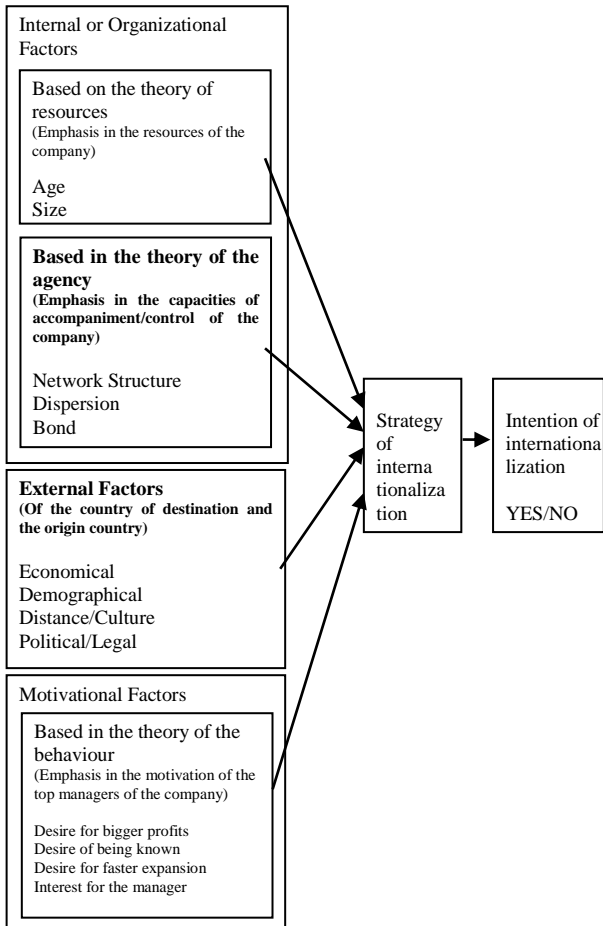 Internal or Organizational
Factors
Based on the theory of
resources
(Emphasis in the resources of the
company)
Age
Size
Based in the theory of the
agency
(Emphasis in the capacities of
accompaniment/control of the
company)
Network Structure
Dispersion
Bond
External Factors
(Of the country of destination and
the origin country)
Economical
Demographical
Distance/Culture
Political/Legal
Motivational Factors
Based in the theory of the
behaviour
(Emphasis in the motivation of the
top managers of the company)
Desire for bigger profits
Desire of being known
Desire for faster expansion
Interest for the manager
Strategy
of
interna
tionaliza
tion
Intention of
internationa
lization
YES/NO